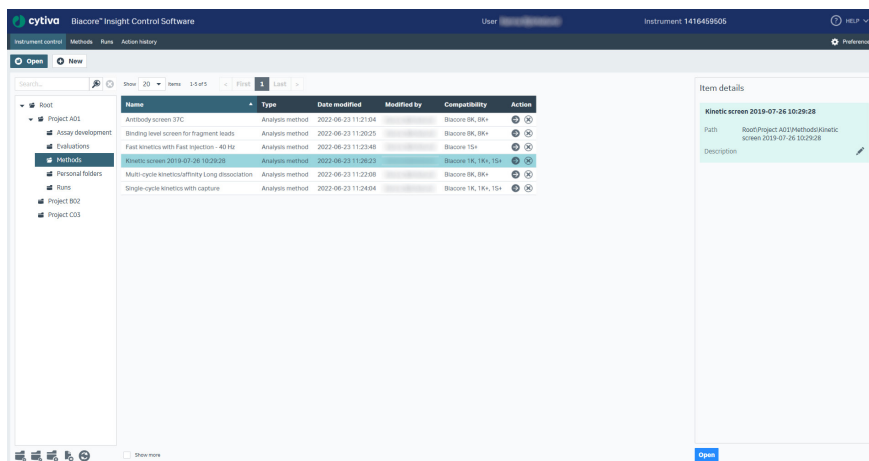 cytiva Biacore™ Insight Control Software User Instrument 1416459505 ? HELP
Instrument control Methods Runs Action history Preference
Open New
Search... Show 20 items 1-5 of 5 « First 1 Last »
Item details
Root
Project A01
Assay development
Evaluations
Methods
Personal folders
Runs
Project B02
Project C03
Name Type Date modified Modified by Compatibility Action
Antibody screen 37C Analysis method 2022-06-23 11:21:04 Biacore 8K, 8K+
Binding level screen for fragment leads Analysis method 2022-06-23 11:20:25 Biacore 8K, 8K+
Fast kinetics with Fast Injection - 40 Hz Analysis method 2022-06-23 11:23:48 Biacore 1S+
Kinetic screen 2019-07-26 10:29:28 Analysis method 2022-06-23 11:26:23 Biacore 1K, 1K+, 1S+
Multi-cycle kinetics/affinity Long dissociation Analysis method 2022-06-23 11:22:08 Biacore 8K, 8K+
Single-cycle kinetics with capture Analysis method 2022-06-23 11:24:04 Biacore 1K, 1K+, 1S+
Kinetic screen 2019-07-26 10:29:28
Path Root\Project A01\Methods\Kinetic
screen 2019-07-26 10:29:28
Description
Show more
Open